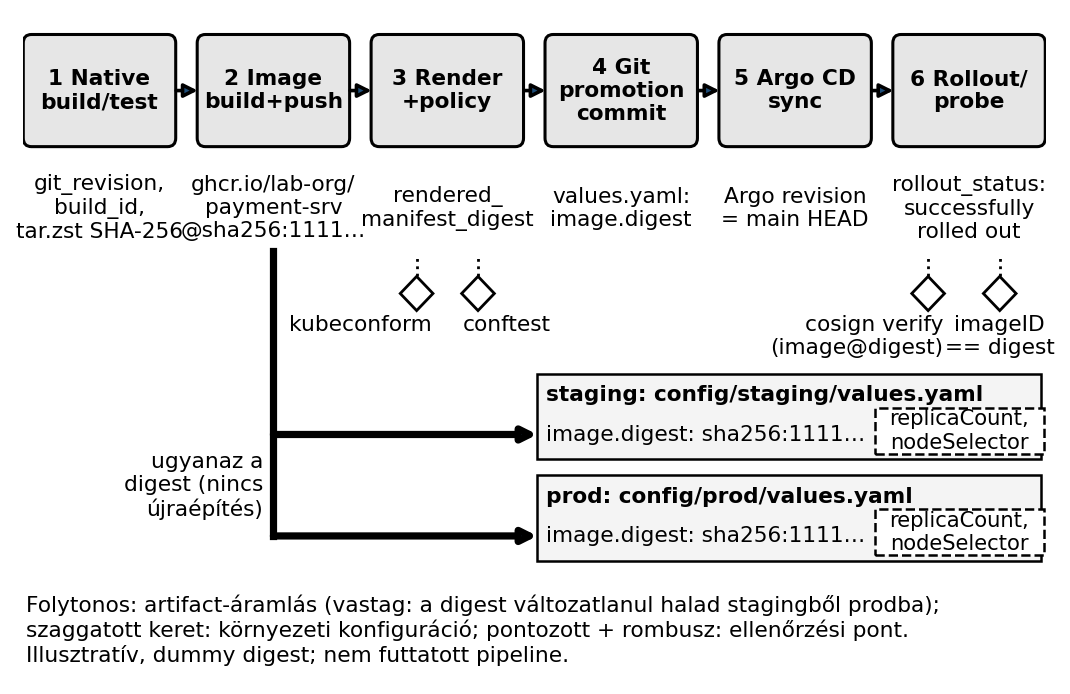 1 Native
build/test
2 Image
build+push
3 Render
+policy
4 Git
promotion
commit
5 Argo CD
sync
6 Rollout/
probe
git_revision,
build_id,
tar.zst SHA-256
ghcr.io/lab-org/
payment-srv
@sha256:1111…
rendered_
manifest_digest
values.yaml:
image.digest
Argo revision
= main HEAD
rollout_status:
successfully
rolled out
kubeconform
conftest
cosign verify
(image@digest)
imageID
== digest
staging: config/staging/values.yaml
image.digest: sha256:1111…
replicaCount,
nodeSelector
ugyanaz a
digest (nincs
újraépítés)
prod: config/prod/values.yaml
image.digest: sha256:1111…
replicaCount,
nodeSelector
Folytonos: artifact-áramlás (vastag: a digest változatlanul halad stagingből prodba);
szaggatott keret: környezeti konfiguráció; pontozott + rombusz: ellenőrzési pont.
Illusztratív, dummy digest; nem futtatott pipeline.